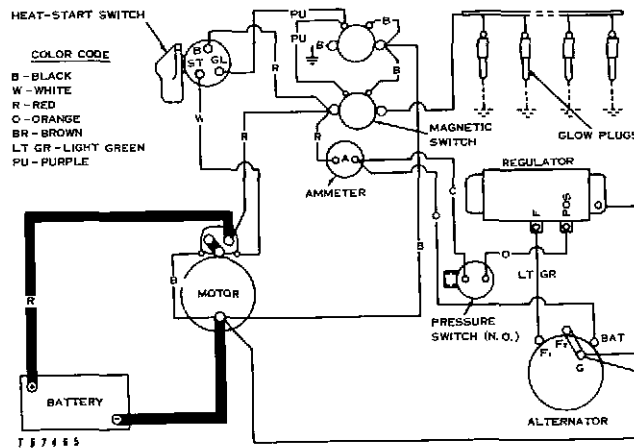 HEAT-START SWITCH
COLOR CODE
B - BLACK
W - WHITE
R - RED
O - ORANGE
BR - BROWN
LT GR - LIGHT GREEN
PU - PURPLE
B
ST
GL
PU
PU
B
B
R
W
R
R
MAGNETIC
SWITCH
GLOW PLUGS
A
AMMETER
REGULATOR
F
POS
O
O
O
LT GR
PRESSURE
SWITCH (N.O.)
B
B
MOTOR
R
BATTERY
+
-
F1
F2
G
BAT
ALTERNATOR
T57465